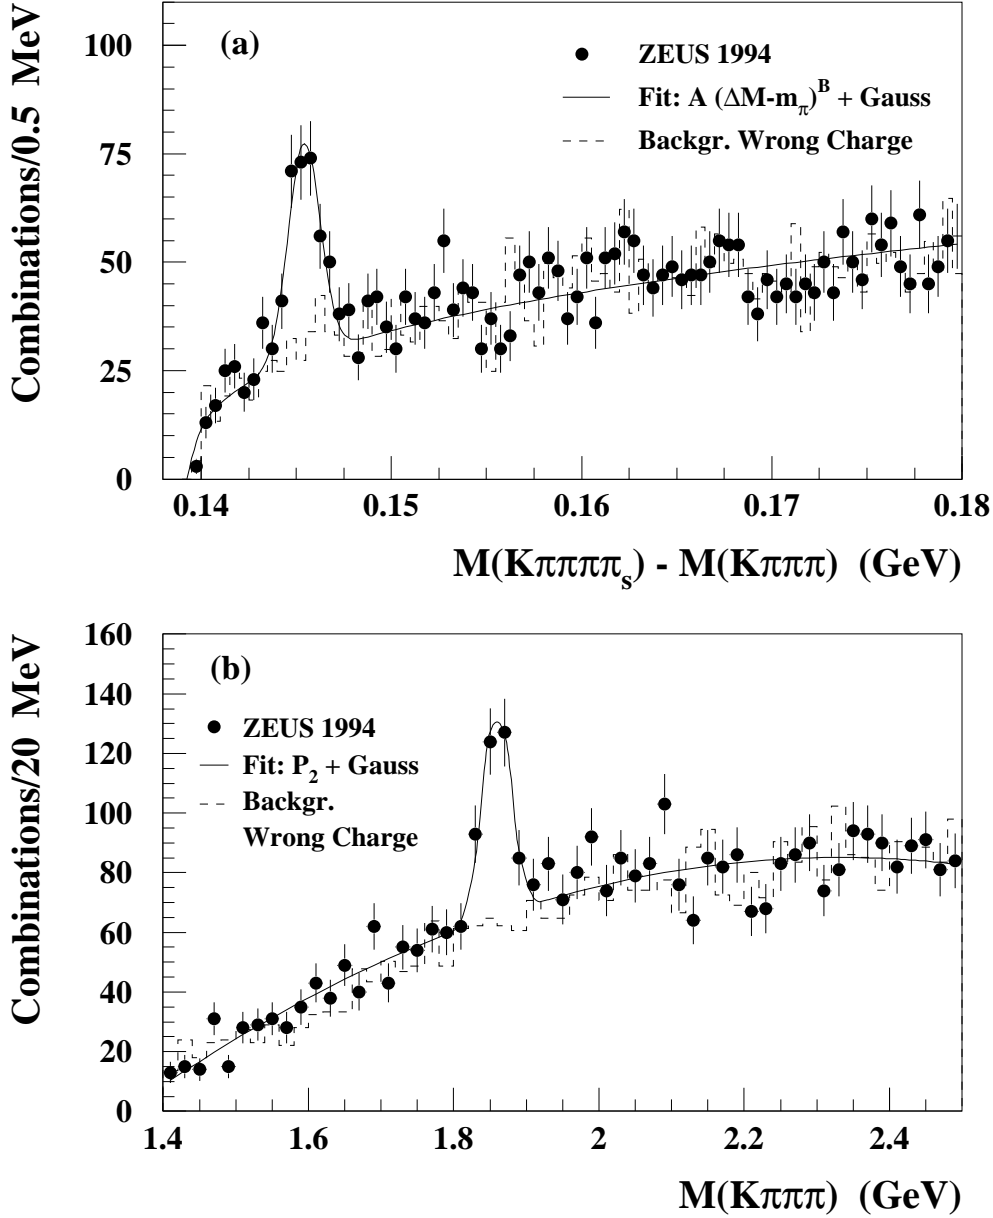 (a)
ZEUS 1994
Fit: A (ΔM-mπ)^B + Gauss
Backgr. Wrong Charge
Combinations/0.5 MeV
100
75
50
25
0
0.14 0.15 0.16 0.17 0.18
M(Kππππs) - M(Kπππ) (GeV)
(b)
ZEUS 1994
Fit: P2 + Gauss
Backgr.
Wrong Charge
Combinations/20 MeV
160
140
120
100
80
60
40
20
0
1.4 1.6 1.8 2 2.2 2.4
M(Kπππ) (GeV)